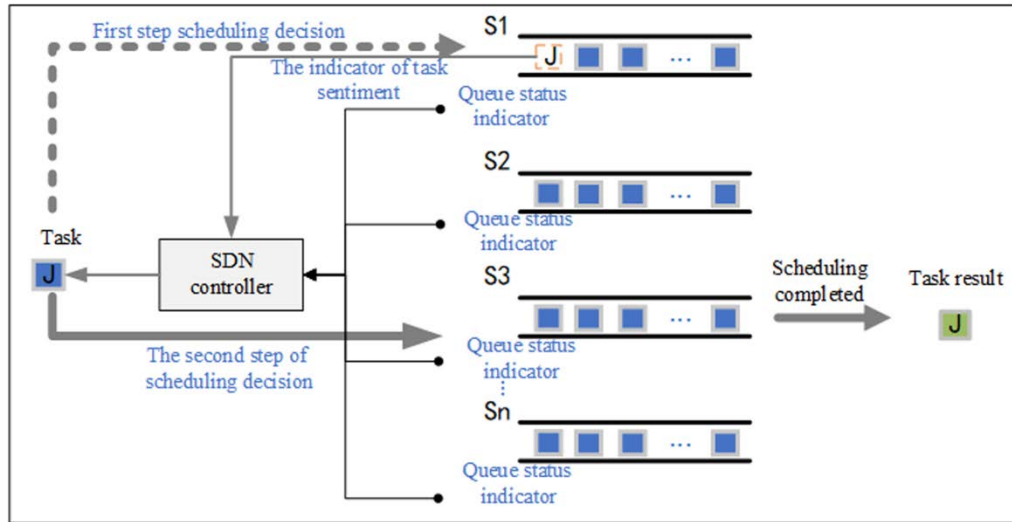 First step scheduling decision
S1
J
...
The indicator of task
sentiment
Queue status
indicator
S2
...
Queue status
indicator
Task
J
SDN
controller
S3
...
Scheduling
completed
Task result
J
The second step of
scheduling decision
Queue status
indicator
...
Sn
...
Queue status
indicator